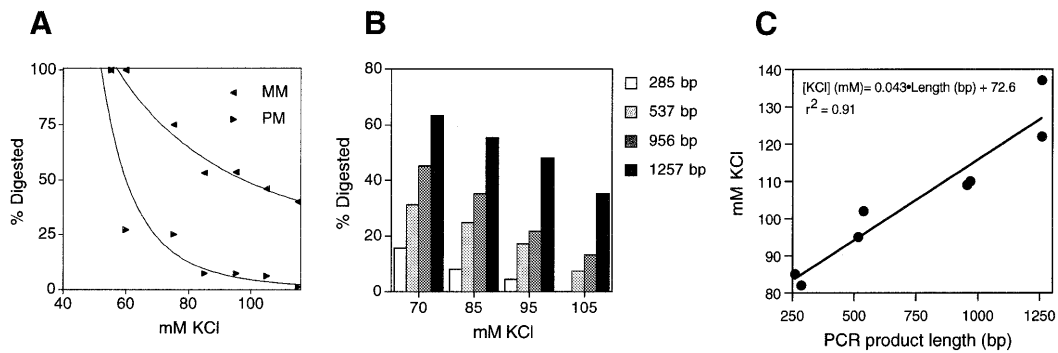 A
100
75
50
25
0
% Digested
40
60
80
100
mM KCl
MM
PM
B
80
60
40
20
0
% Digested
70
85
95
105
mM KCl
285 bp
537 bp
956 bp
1257 bp
C
140
130
120
110
100
90
80
mM KCl
[KCl] (mM)= 0.043•Length (bp) + 72.6
r² = 0.91
250
500
750
1000
1250
PCR product length (bp)